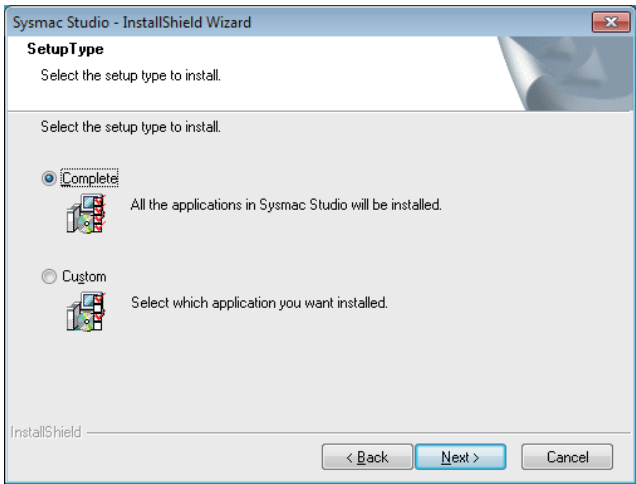 Sysmac Studio - InstallShield Wizard
SetupType
Select the setup type to install.
Select the setup type to install.
Complete
All the applications in Sysmac Studio will be installed.
Custom
Select which application you want installed.
InstallShield
< Back
Next >
Cancel